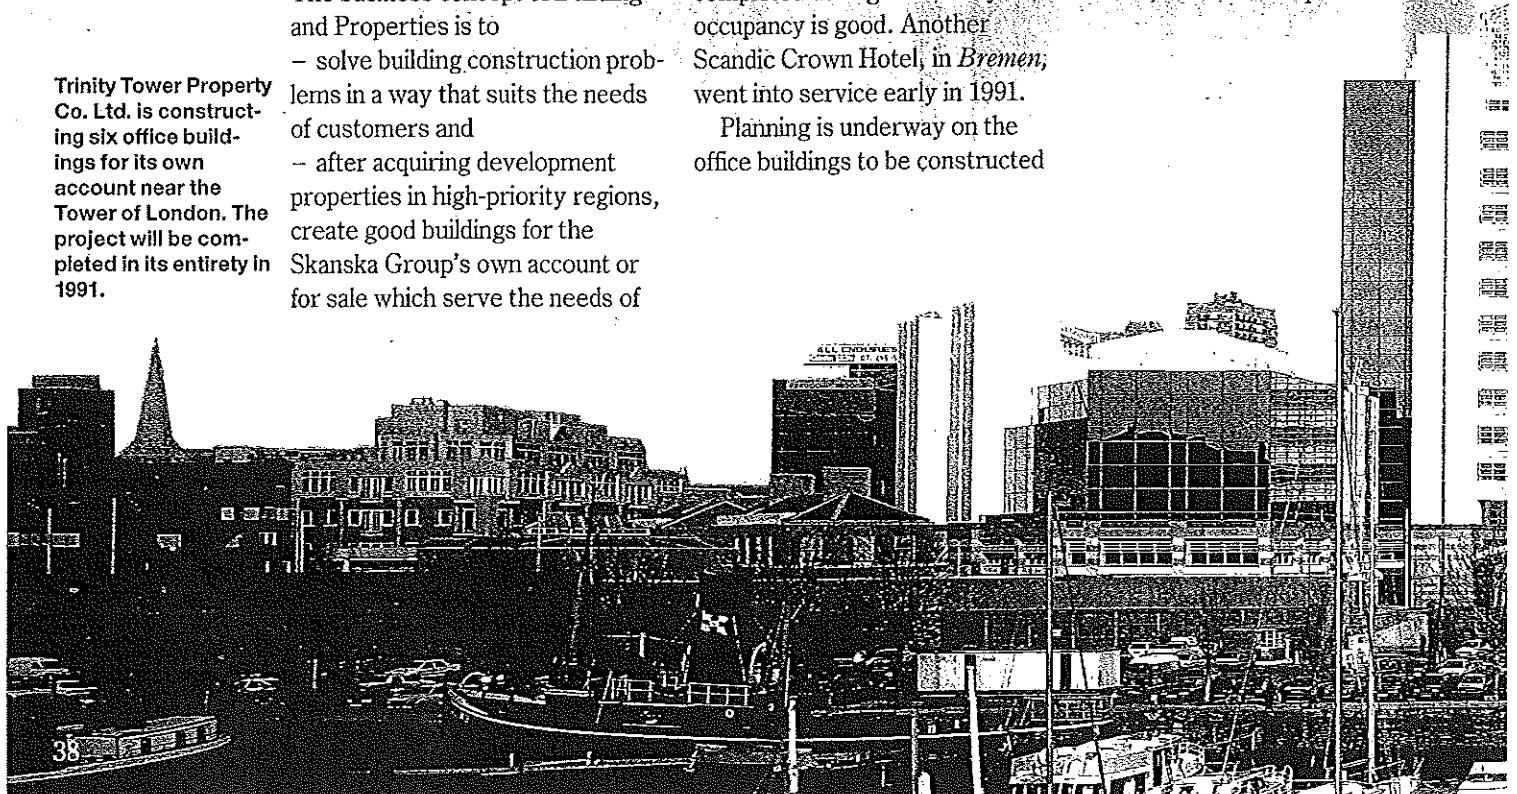 Trinity Tower Property
Co. Ltd. is construct-
ing six office build-
ings for its own
account near the
Tower of London. The
project will be com-
pleted in its entirety in
1991.
and Properties is to
– solve building construction prob-
lems in a way that suits the needs
of customers and
– after acquiring development
properties in high-priority regions,
create good buildings for the
Skanska Group's own account or
for sale which serve the needs of
occupancy is good. Another
Scandic Crown Hotel, in Bremen,
went into service early in 1991.
Planning is underway on the
office buildings to be constructed
38